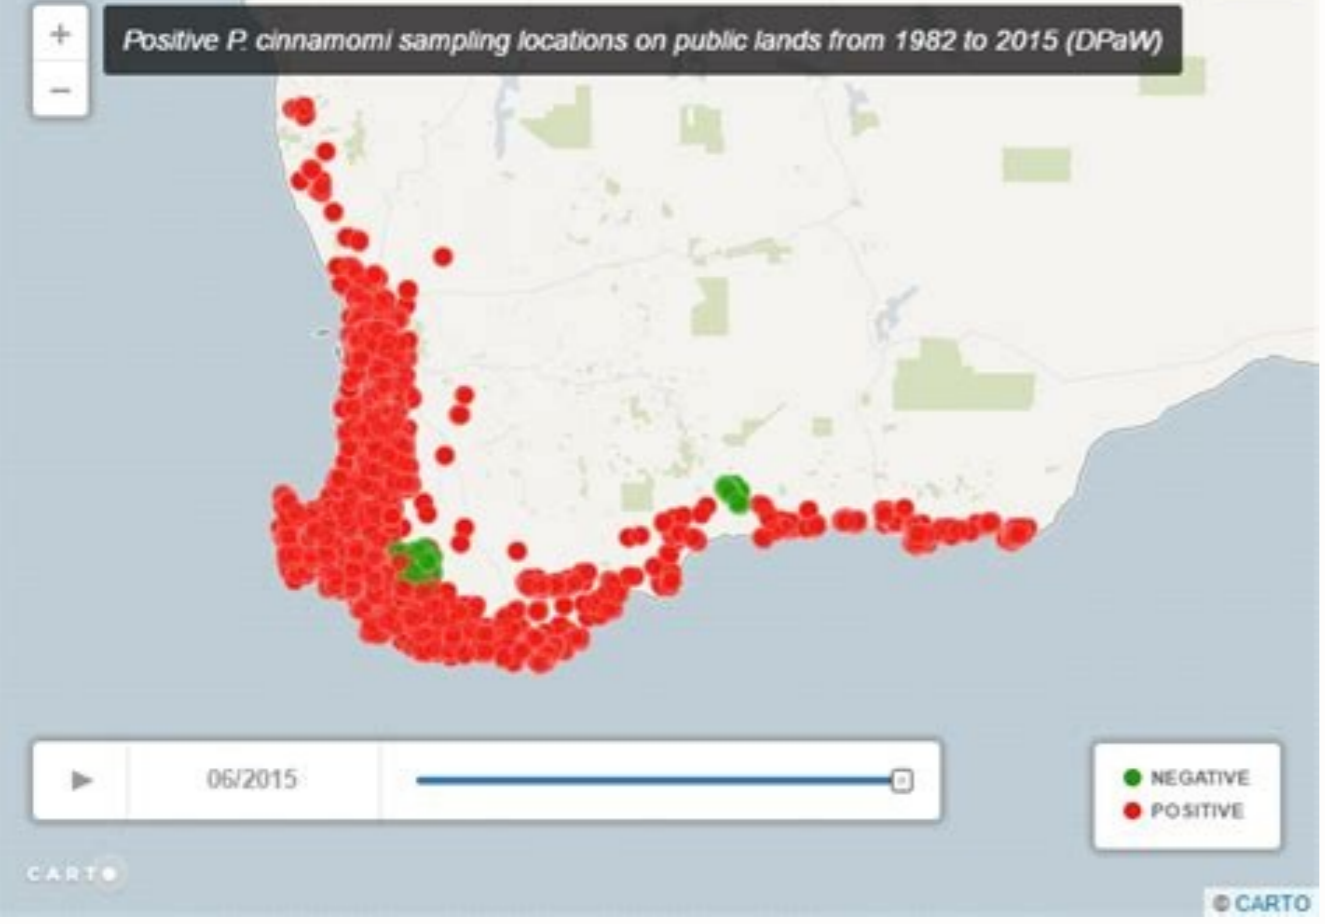 +
Positive P. cinnamomi sampling locations on public lands from 1982 to 2015 (DPaW)
−
06/2015
NEGATIVE
POSITIVE
CARTO
© CARTO